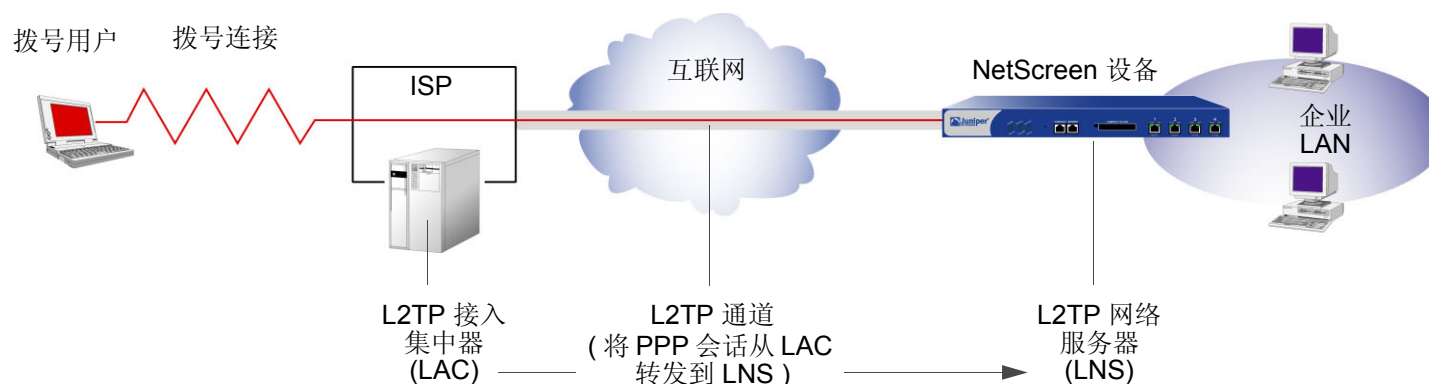 拨号用户
拨号连接
ISP
互联网
NetScreen 设备
Juniper
企业
LAN
L2TP 接入
集中器
(LAC)
L2TP 通道
( 将 PPP 会话从 LAC
转发到 LNS )
L2TP 网络
服务器
(LNS)